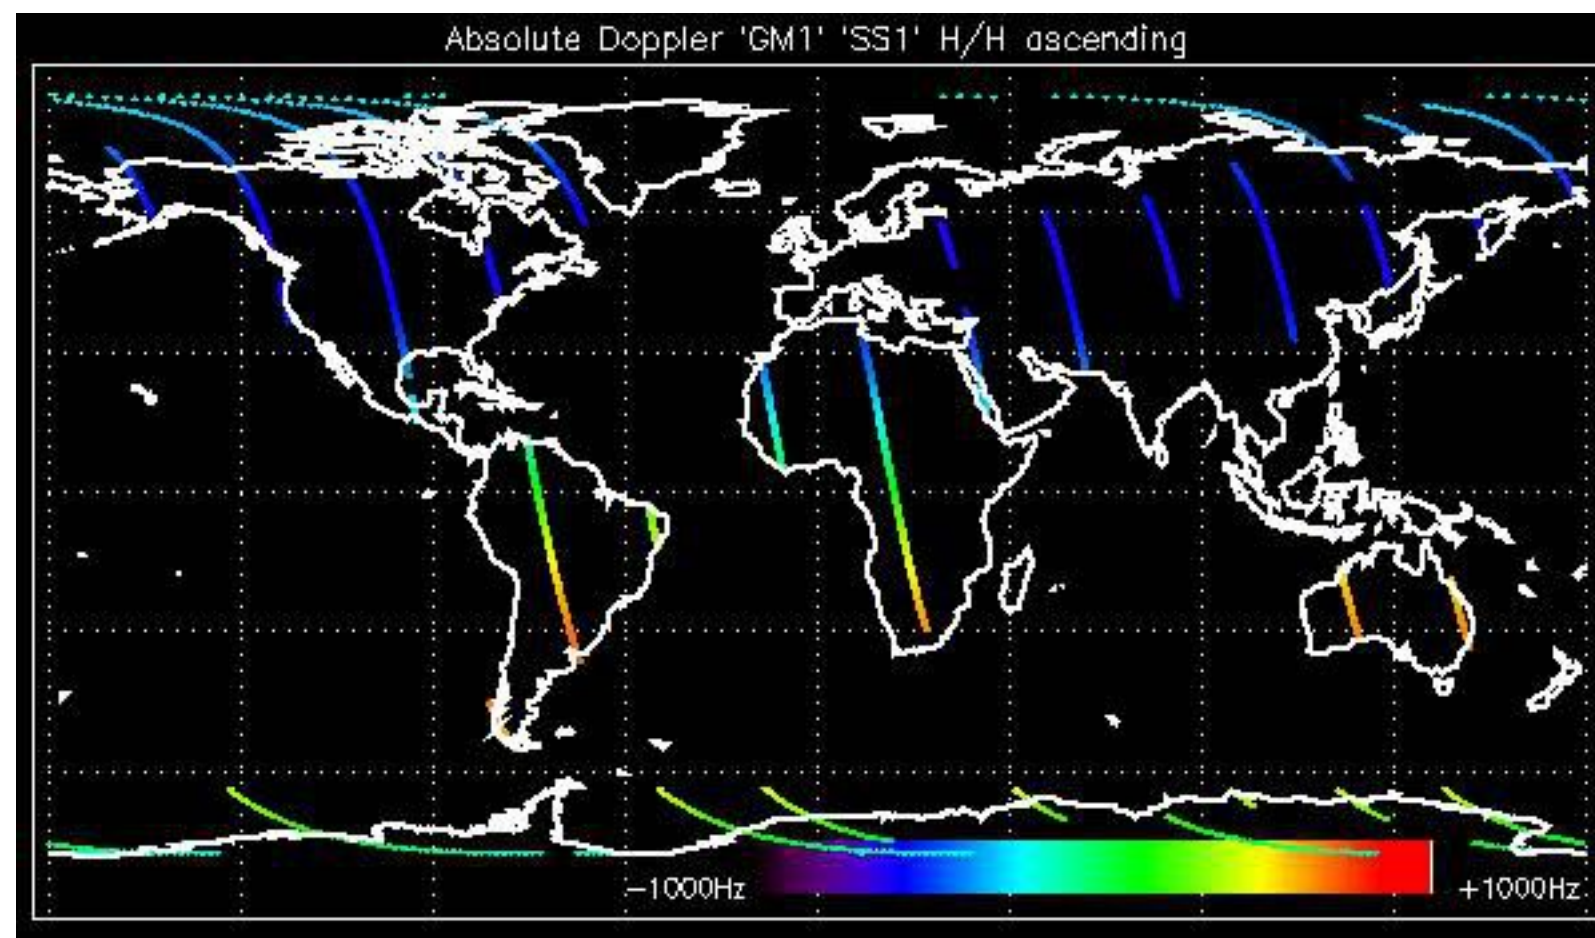 Absolute Doppler 'GM1' 'SS1' H/H ascending
-1000Hz
+1000Hz